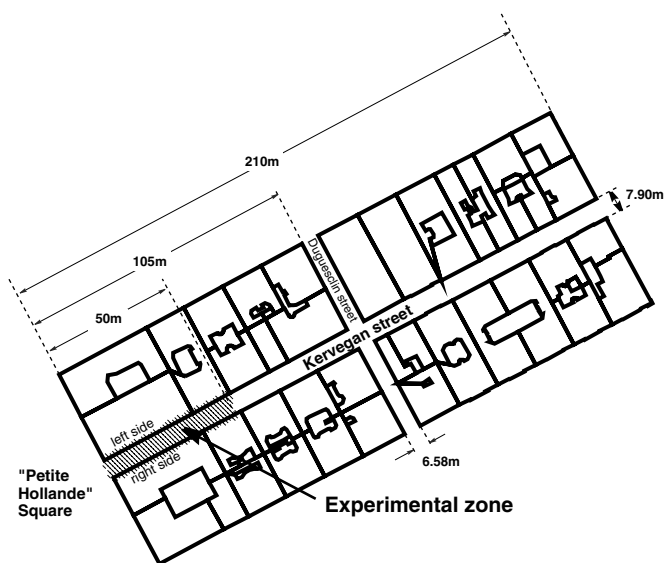 210m
7.90m
105m
Duguesclin street
50m
Kervegan street
left side
right side
"Petite
Hollande"
Square
6.58m
Experimental zone